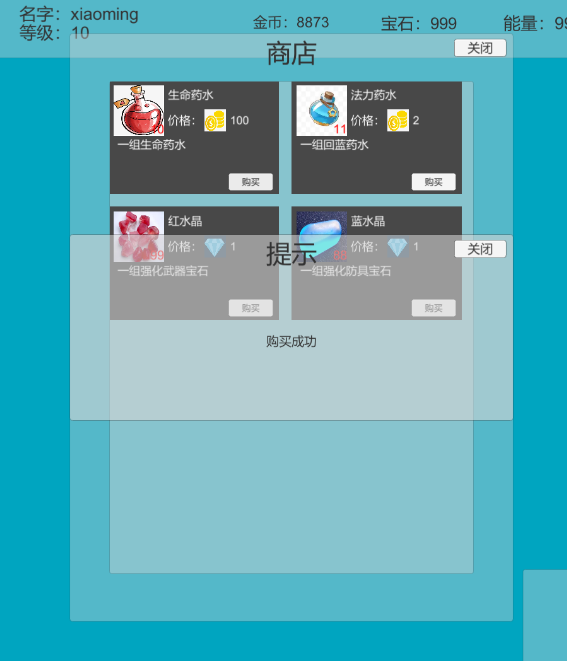 名字：xiaoming
等级：10
金币：8873
宝石：999
能量：99
商店
关闭
生命药水
价格：
100
一组生命药水
购买
法力药水
11
价格：
2
一组回蓝药水
购买
红水晶
价格：
1
一组强化武器宝石
购买
蓝水晶
价格：
1
一组强化防具宝石
购买
提示
关闭
购买成功